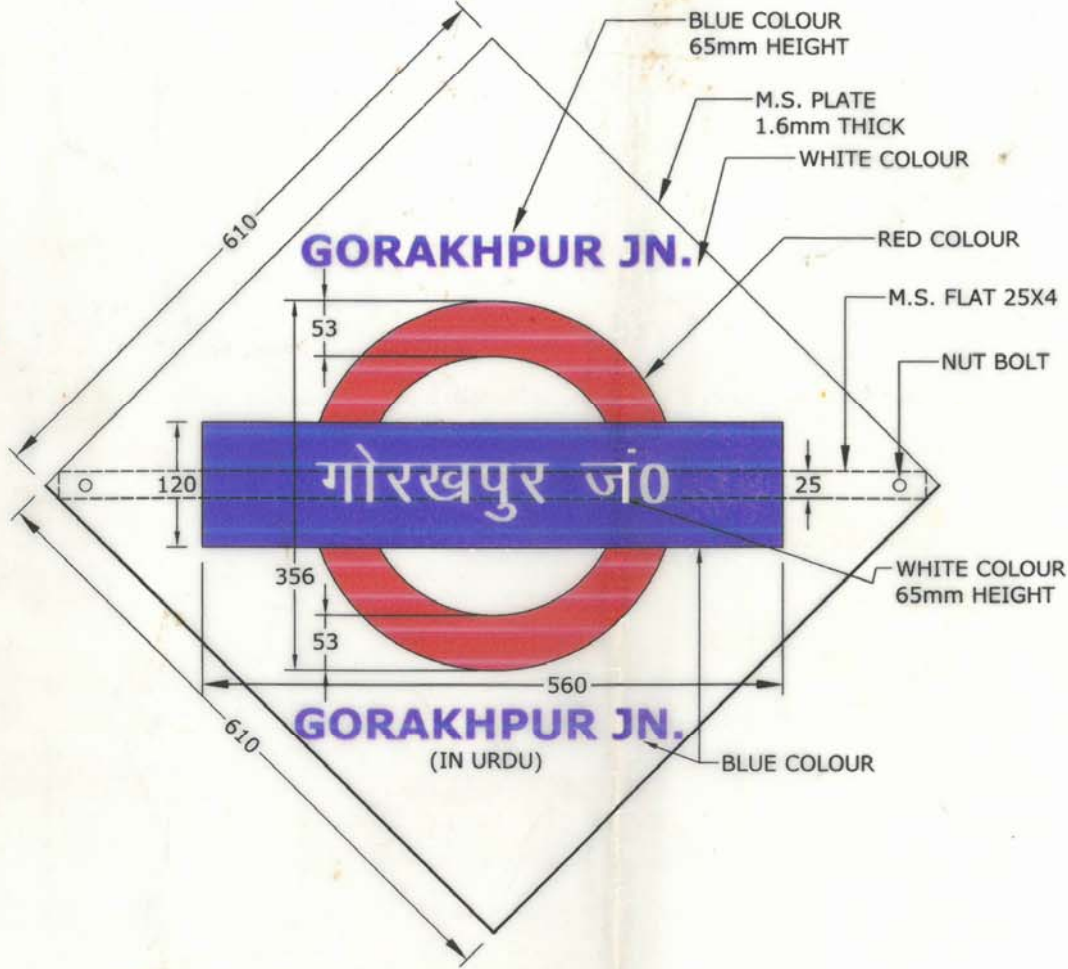 BLUE COLOUR
65mm HEIGHT
M.S. PLATE
1.6mm THICK
WHITE COLOUR
610
GORAKHPUR JN.
RED COLOUR
53
M.S. FLAT 25X4
NUT BOLT
120
गोरखपुर जं0
25
356
WHITE COLOUR
65mm HEIGHT
53
560
610
GORAKHPUR JN.
(IN URDU)
BLUE COLOUR